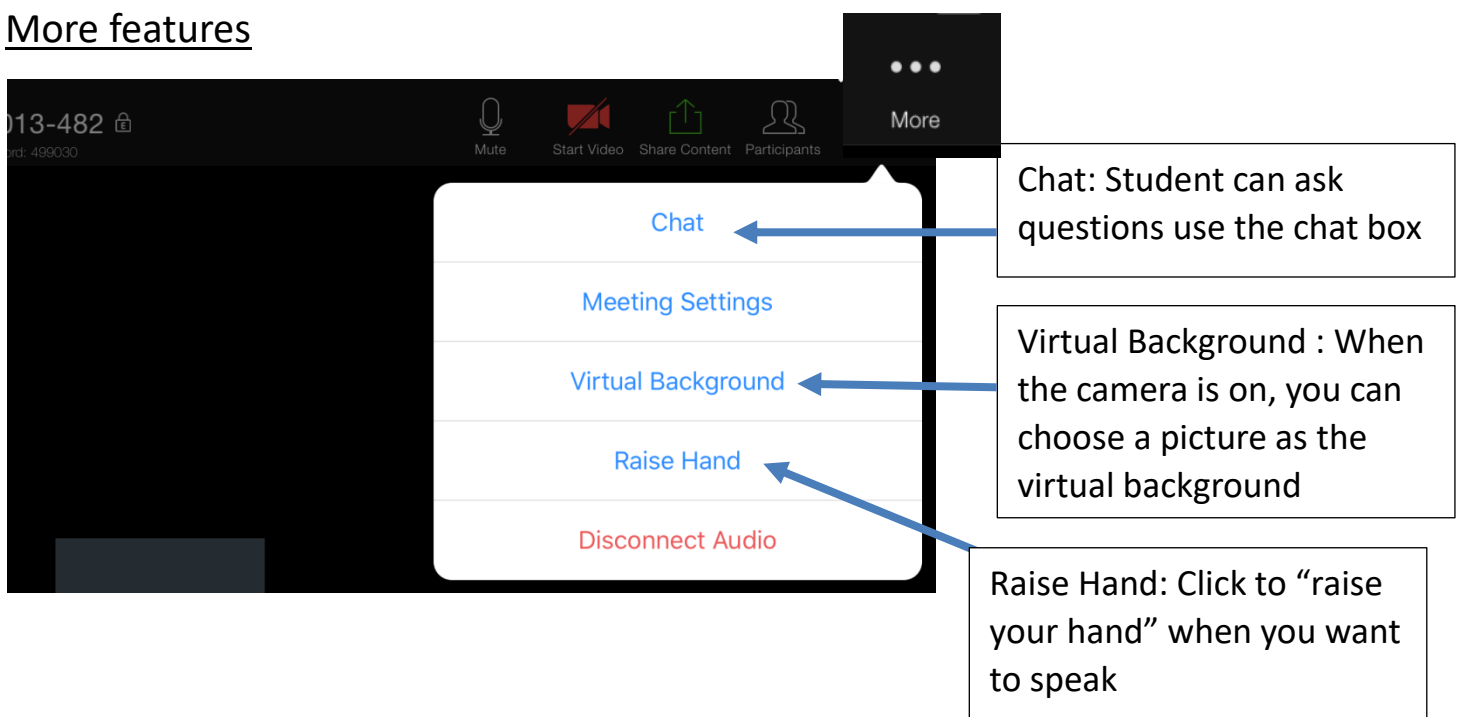 More features
More
013-482
ord: 499030
Mute
Start Video
Share Content
Participants
Chat
Meeting Settings
Virtual Background
Raise Hand
Disconnect Audio
Chat: Student can ask
questions use the chat box
Virtual Background : When
the camera is on, you can
choose a picture as the
virtual background
Raise Hand: Click to “raise
your hand” when you want
to speak